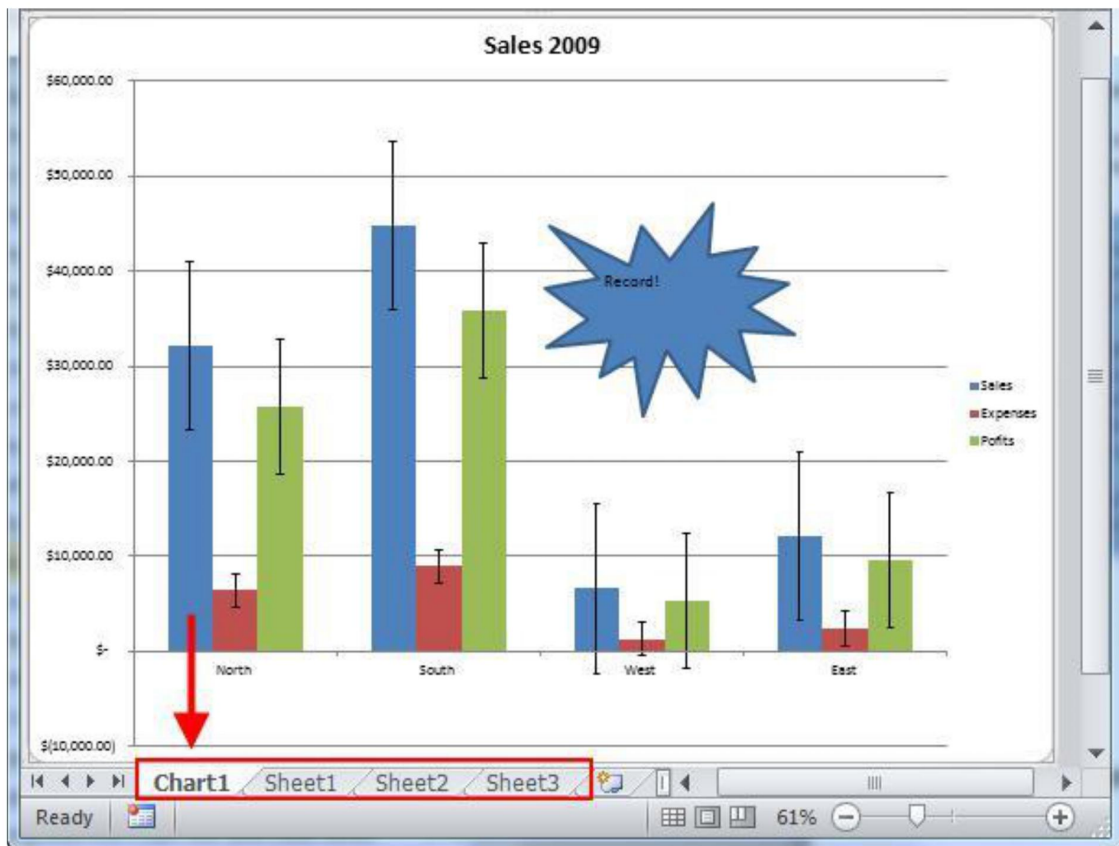 Sales 2009
$60,000.00
$50,000.00
$40,000.00
Record!
$30,000.00
Sales
Expenses
Pofits
$20,000.00
$10,000.00
$-
North South West East
$(10,000.00)
Chart1 Sheet1 Sheet2 Sheet3
Ready 61%